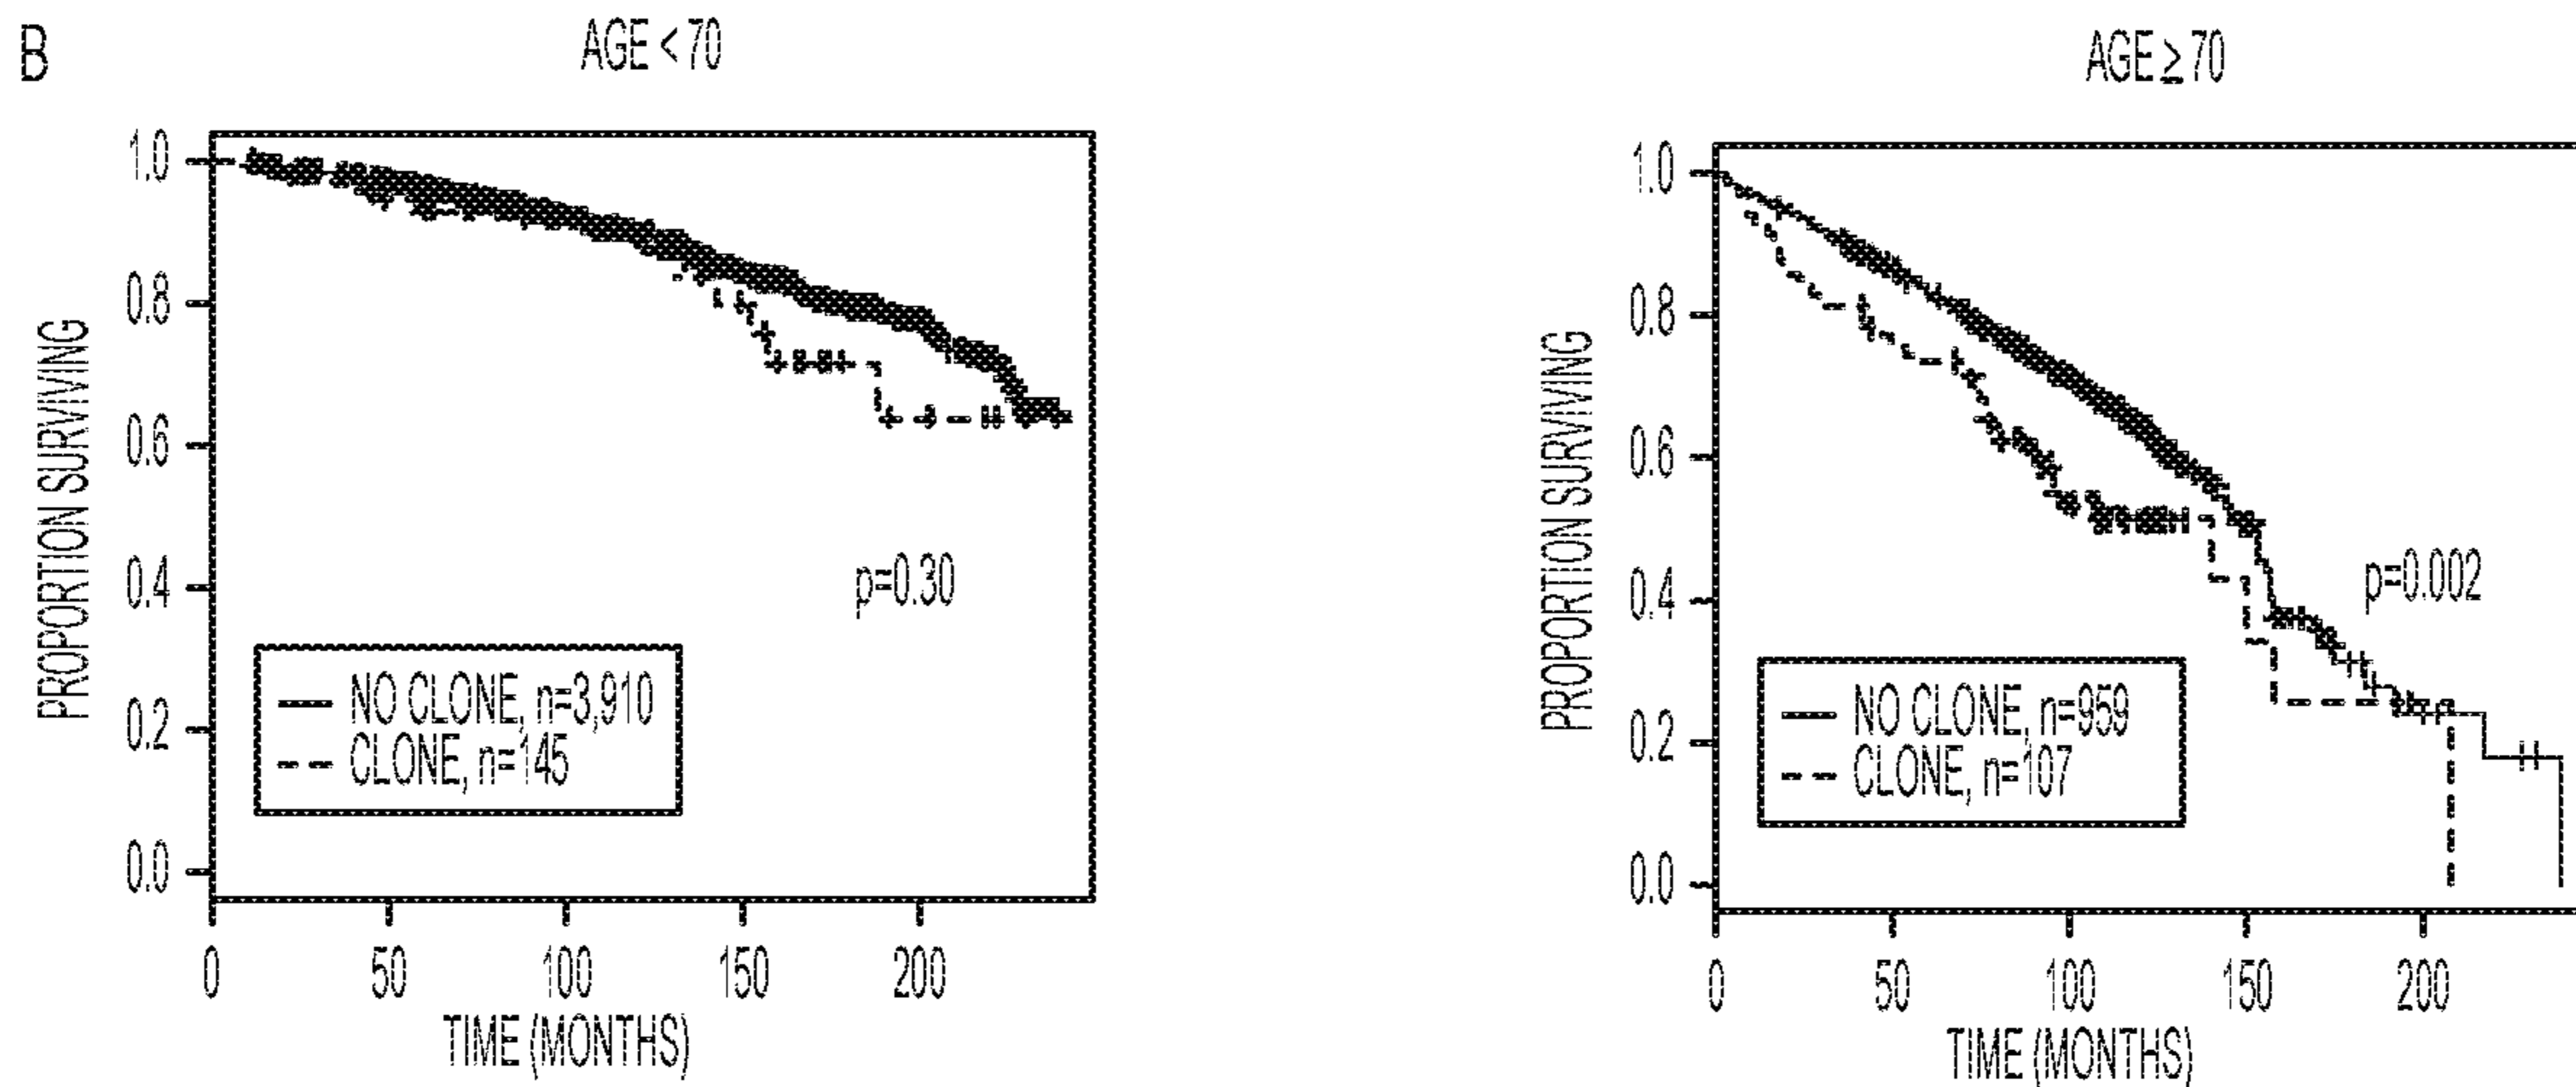 B
AGE < 70
PROPORTION SURVIVING
1.0
0.8
0.6
0.4
0.2
0.0
p=0.30
NO CLONE, n=3,910
CLONE, n=145
0 50 100 150 200
TIME (MONTHS)
AGE ≥ 70
PROPORTION SURVIVING
1.0
0.8
0.6
0.4
0.2
0.0
p=0.002
NO CLONE, n=959
CLONE, n=107
0 50 100 150 200
TIME (MONTHS)